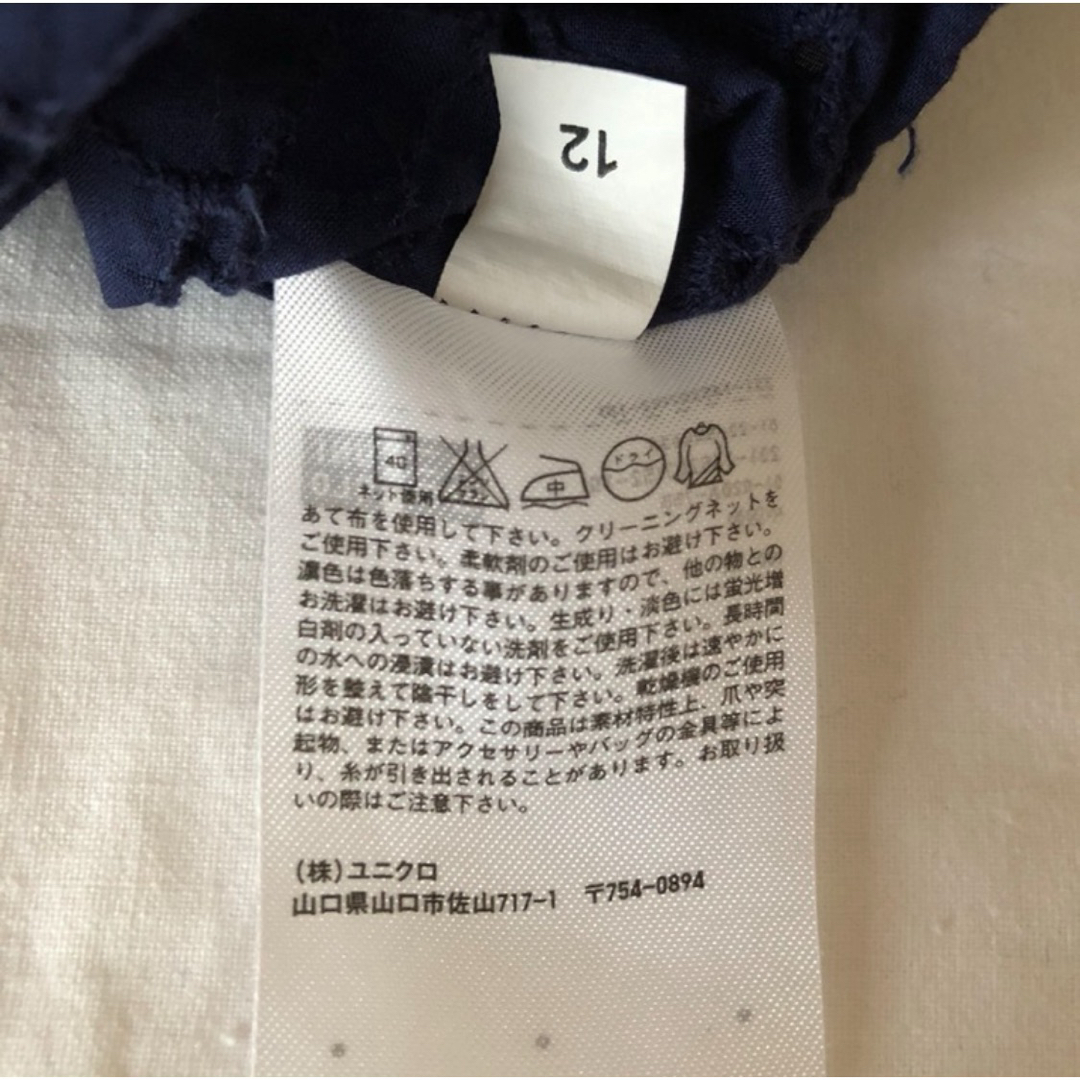 12
40
ネット使用
中
ドライ
あて布を使用して下さい。クリーニングネットを
ご使用下さい。柔軟剤のご使用はお避け下さい。
濃色は色落ちする事がありますので、他の物との
お洗濯はお避け下さい。生成り・淡色には蛍光増
白剤の入っていない洗剤をご使用下さい。長時間
の水への浸漬はお避け下さい。洗濯後は速やかに
形を整えて陰干しをして下さい。乾燥機のご使用
はお避け下さい。この商品は素材特性上、爪や突
起物、またはアクセサリーやバッグの金具等によ
り、糸が引き出されることがあります。お取り扱
いの際はご注意下さい。
(株)ユニクロ
山口県山口市佐山717-1 〒754-0894